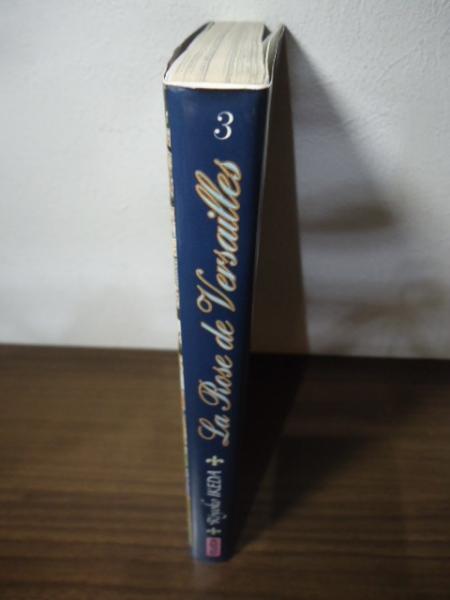 3
La Rose de Versailles
Riyoko IKEDA